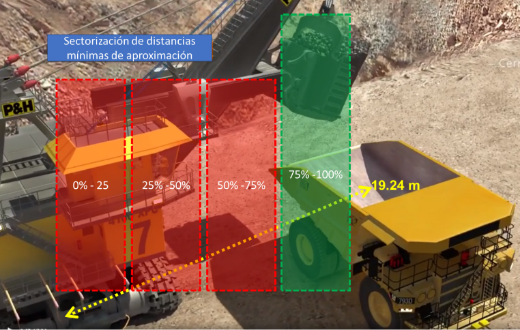 Sectorización de distancias
mínimas de aproximación
P&H
0% - 25
25% -50%
50% -75%
75% -100%
19.24 m
7